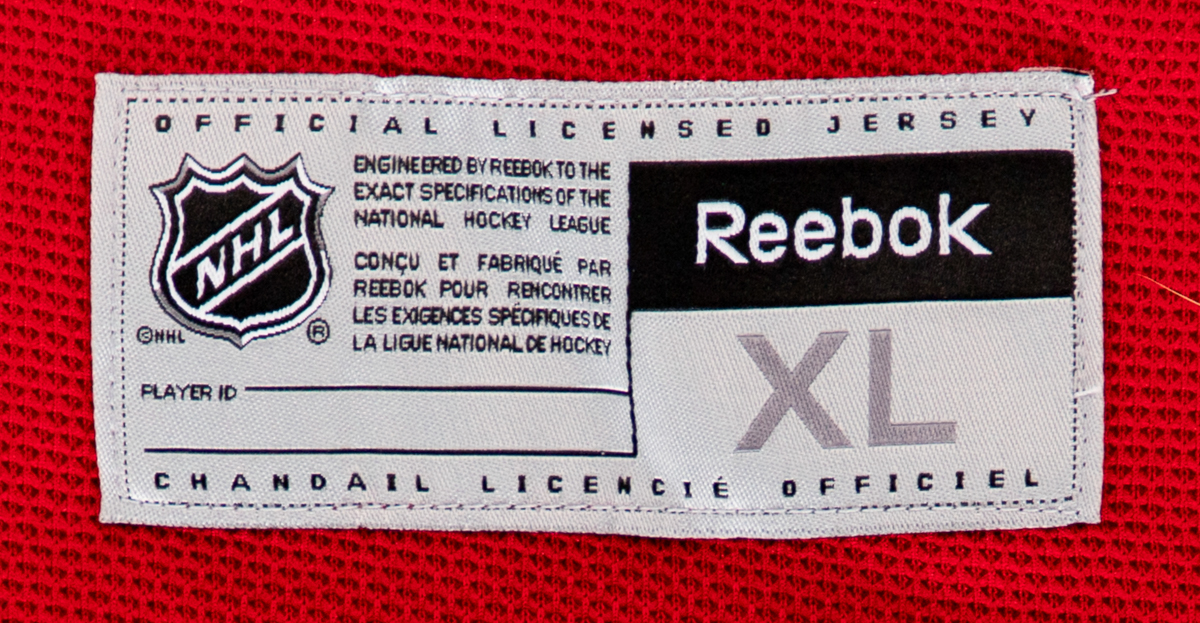 OFFICIAL LICENSED JERSEY
NHL
©NHL ®
ENGINEERED BY REEBOK TO THE
EXACT SPECIFICATIONS OF THE
NATIONAL HOCKEY LEAGUE
CONÇU ET FABRIQUÉ PAR
REEBOK POUR RENCONTRER
LES EXIGENCES SPÉCIFIQUES DE
LA LIGUE NATIONAL DE HOCKEY
Reebok
XL
PLAYER ID
CHANDAIL LICENCIÉ OFFICIEL